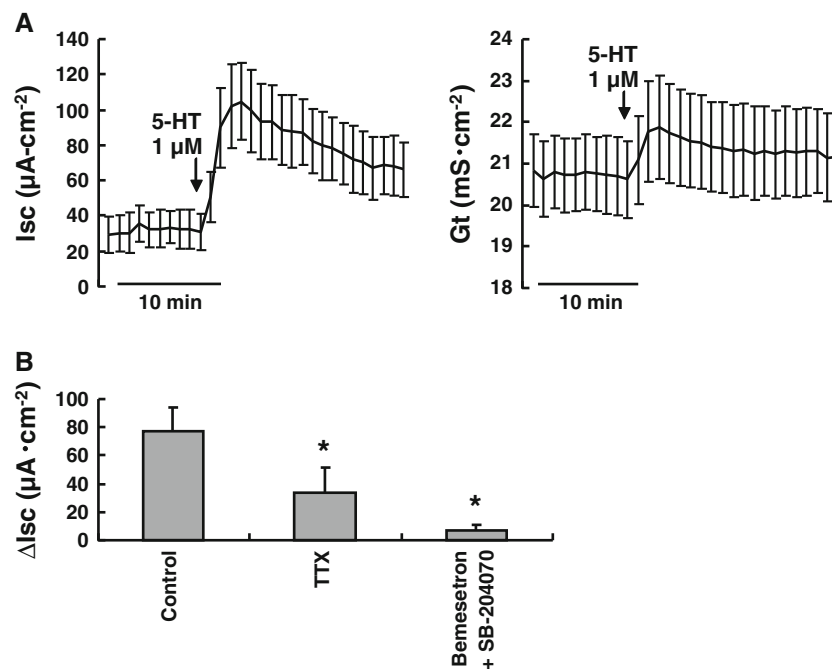 A
Isc (µA-cm-2)
140
120
100
80
60
40
20
0
5-HT
1 µM
10 min
Gt (mS·cm-2)
24
23
22
21
20
19
18
5-HT
1 µM
10 min
B
ΔIsc (µA·cm-2)
100
80
60
40
20
0
*
*
Control
TTX
Bemesetron
+ SB-204070